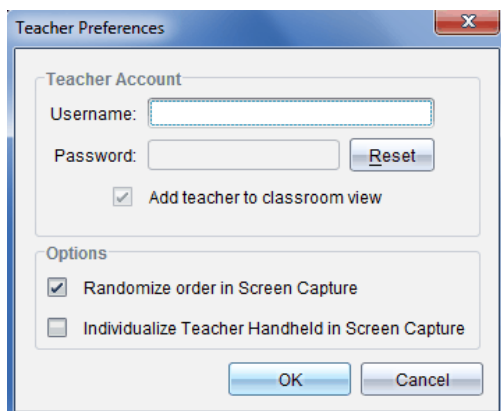 Teacher Preferences
Teacher Account
Username:
Password:
Reset
Add teacher to classroom view
Options
Randomize order in Screen Capture
Individualize Teacher Handheld in Screen Capture
OK
Cancel